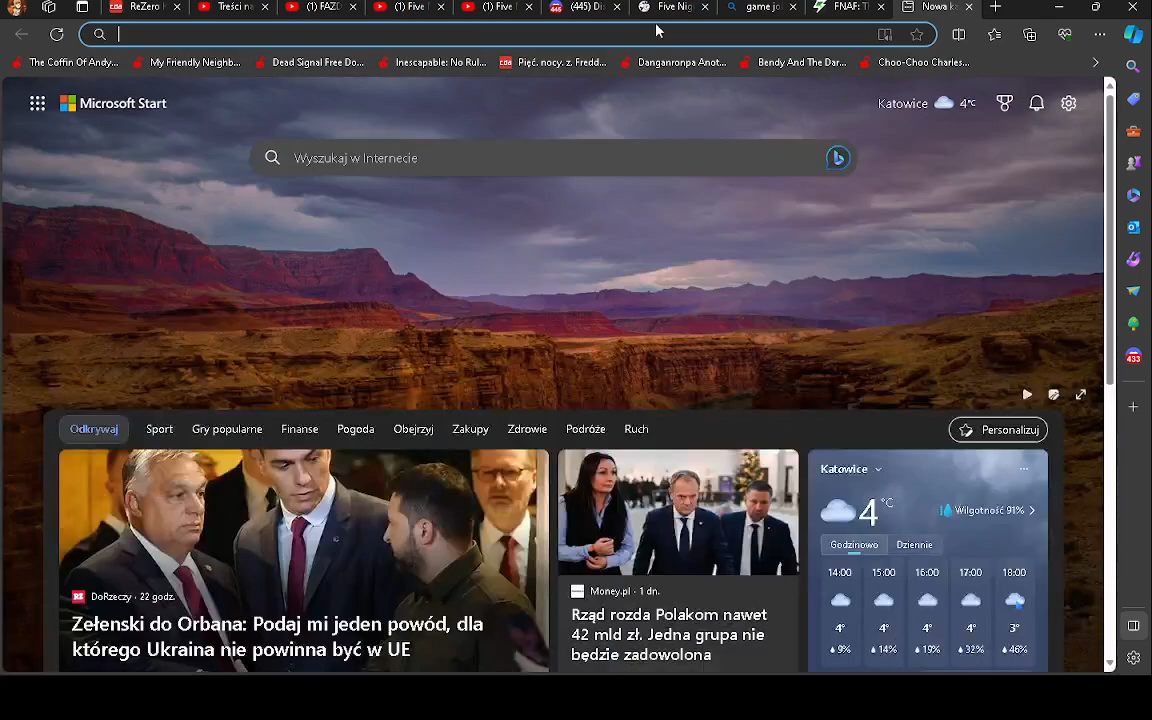 ReZero
Treści na
(1) FAZD
(1) Five
(1) Five
(445) Di
Five Nig
game jo
FNAF: T
Nowa ka
The Coffin Of Andy...
My Friendly Neighb...
Dead Signal Free Do...
Inescapable: No Rul...
Pięć. nocy. z. Fredd...
Danganronpa Anot...
Bendy And The Dar...
Choo-Choo Charles...
Microsoft Start
Katowice 4°C
Wyszukaj w Internecie
433
Odkrywaj Sport Gry popularne Finanse Pogoda Obejrzyj Zakupy Zdrowie Podróże Ruch
Personalizuj
DoRzeczy · 22 godz.
Zełenski do Orbana: Podaj mi jeden powód, dla
którego Ukraina nie powinna być w UE
Money.pl · 1 dn.
Rząd rozda Polakom nawet
42 mld zł. Jedna grupa nie
będzie zadowolona
Katowice
4°C
Wilgotność 91%
Godzinowo Dziennie
14:00 15:00 16:00 17:00 18:00
4° 4° 4° 4° 3°
9% 14% 19% 32% 46%